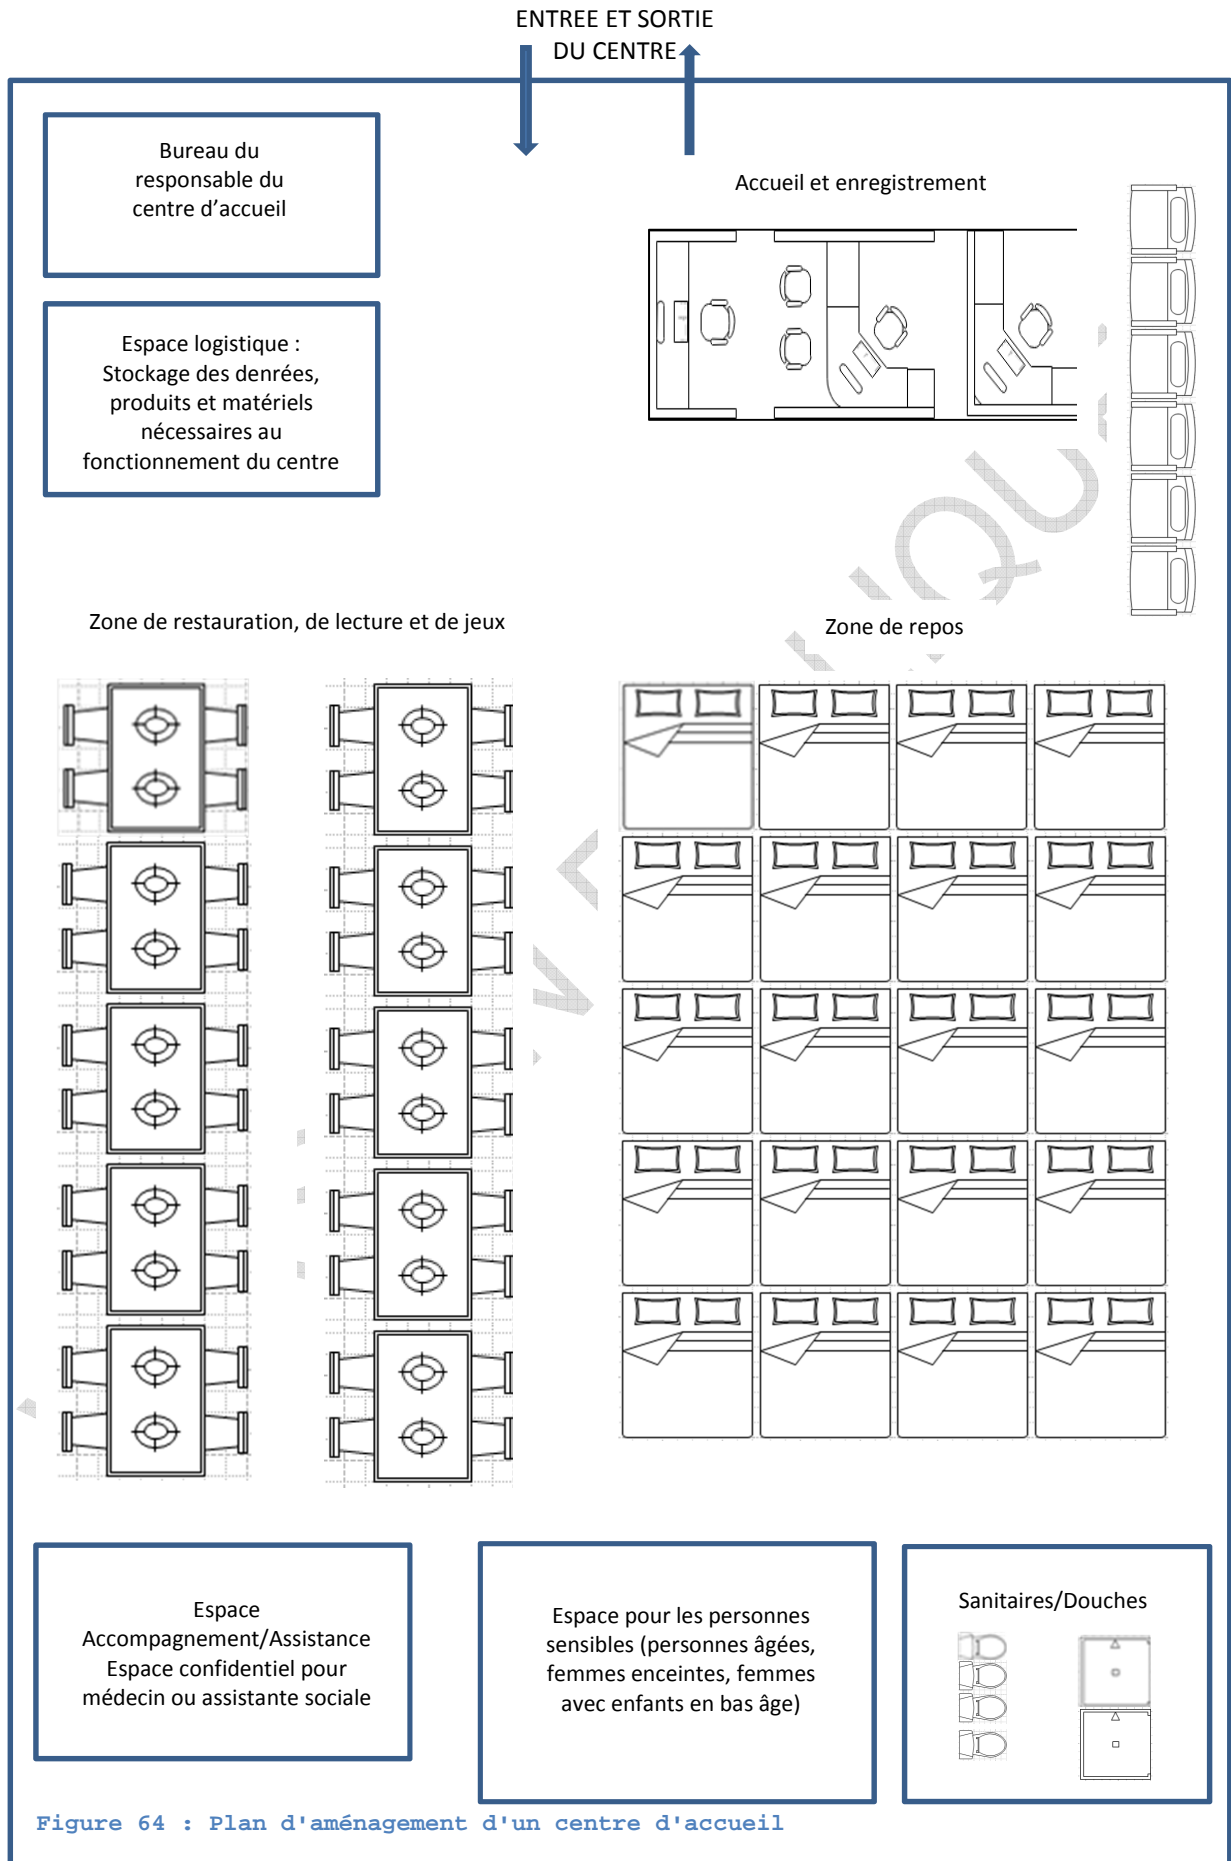 ENTREE ET SORTIE
DU CENTRE
Bureau du
responsable du
centre d’accueil
Accueil et enregistrement
Espace logistique :
Stockage des denrées,
produits et matériels
nécessaires au
fonctionnement du centre
Zone de restauration, de lecture et de jeux
Zone de repos
Espace
Accompagnement/Assistance
Espace confidentiel pour
médecin ou assistante sociale
Espace pour les personnes
sensibles (personnes âgées,
femmes enceintes, femmes
avec enfants en bas âge)
Sanitaires/Douches
Figure 64 : Plan d'aménagement d'un centre d'accueil